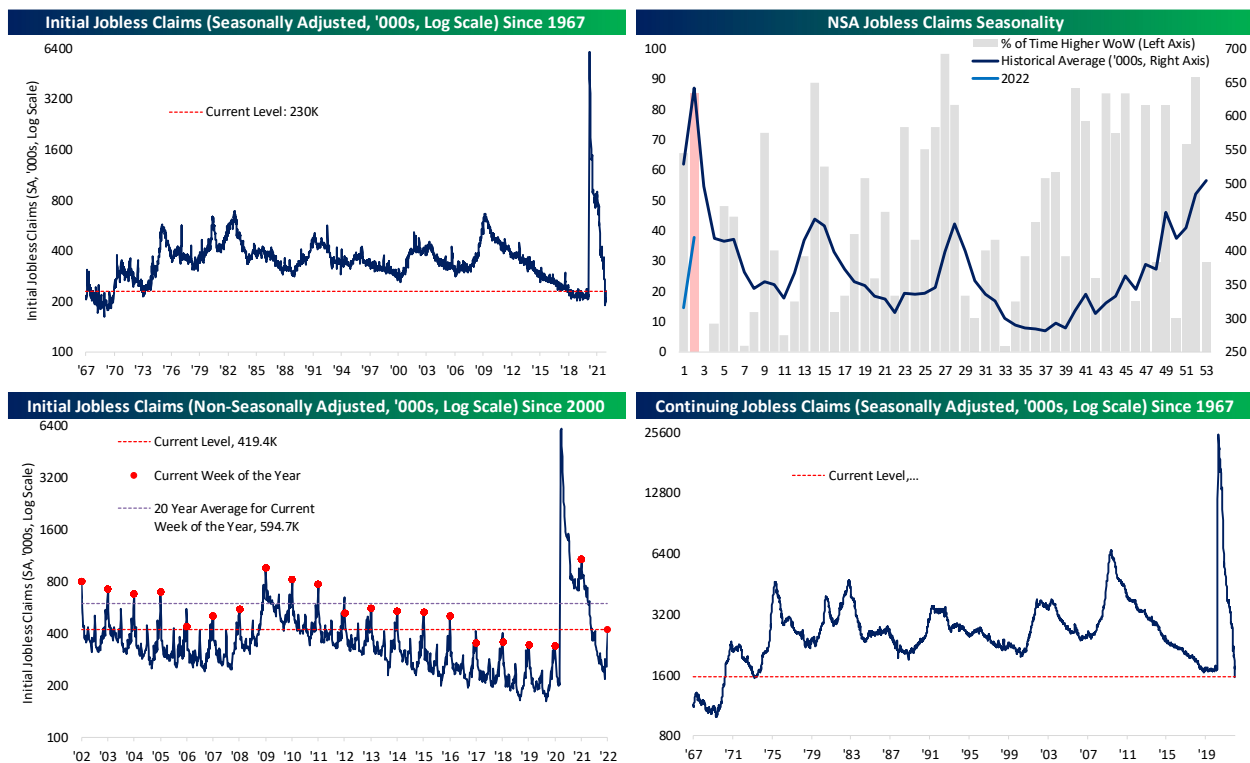 Initial Jobless Claims (Seasonally Adjusted, '000s, Log Scale) Since 1967
Initial Jobless Claims (SA, '000s, Log Scale)
6400
3200
1600
800
400
200
100
Current Level: 230K
'67 '70 '73 '76 '79 '82 '85 '88 '91 '94 '97 '00 '03 '06 '09 '12 '15 '18 '21
NSA Jobless Claims Seasonality
% of Time Higher WoW (Left Axis)
Historical Average ('000s, Right Axis)
2022
100
90
80
70
60
50
40
30
20
10
0
700
650
600
550
500
450
400
350
300
250
1 3 5 7 9 11 13 15 17 19 21 23 25 27 29 31 33 35 37 39 41 43 45 47 49 51 53
Initial Jobless Claims (Non-Seasonally Adjusted, '000s, Log Scale) Since 2000
Initial Jobless Claims (SA, '000s, Log Scale)
6400
3200
1600
800
400
200
100
Current Level, 419.4K
Current Week of the Year
20 Year Average for Current
Week of the Year, 594.7K
'02 '03 '04 '05 '06 '07 '08 '09 '10 '11 '12 '13 '14 '15 '16 '17 '18 '19 '20 '21 '22
Continuing Jobless Claims (Seasonally Adjusted, '000s, Log Scale) Since 1967
25600
12800
6400
3200
1600
800
Current Level,...
'67 '71 '75 '79 '83 '87 '91 '95 '99 '03 '07 '11 '15 '19